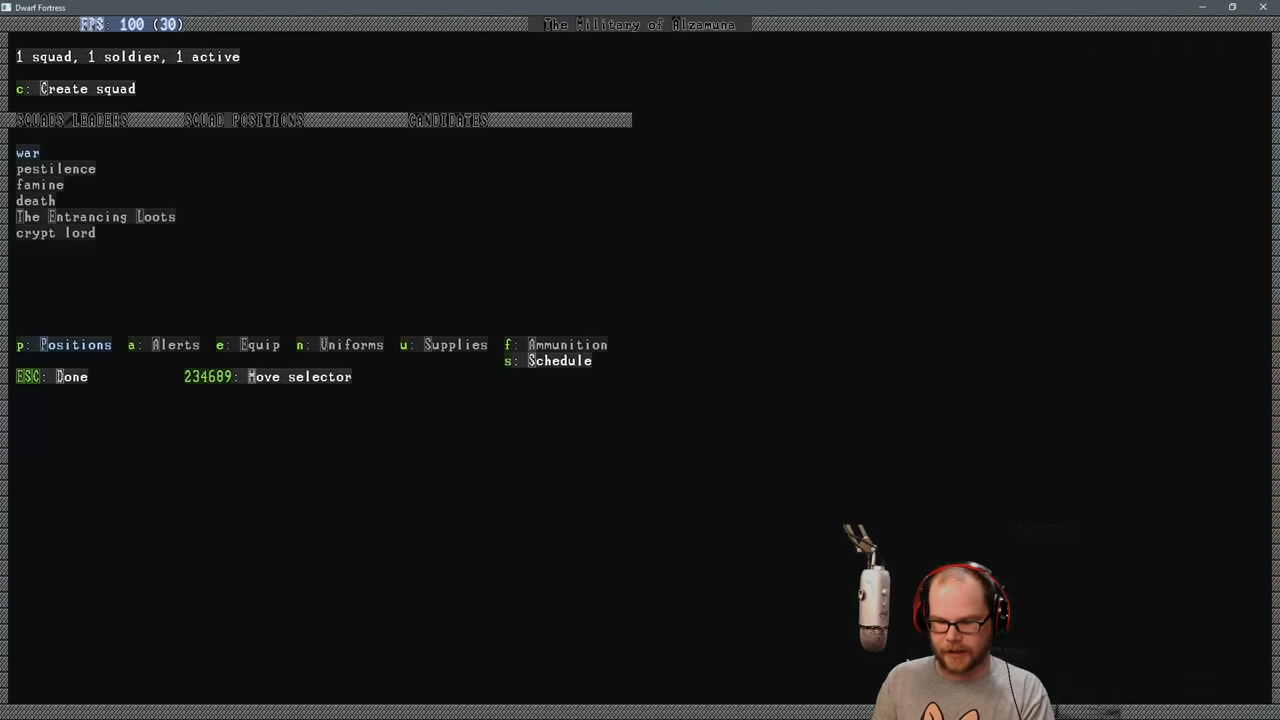 Dwarf Fortress
FPS: 100 (30)
The Military of Alzamuna
1 squad, 1 soldier, 1 active
c: Create squad
SQUADS/LEADERS SQUAD POSITIONS CANDIDATES
war
pestilence
famine
death
The Entrancing Loots
crypt lord
p: Positions a: Alerts e: Equip n: Uniforms u: Supplies f: Ammunition
s: Schedule
ESC: Done 234689: Move selector